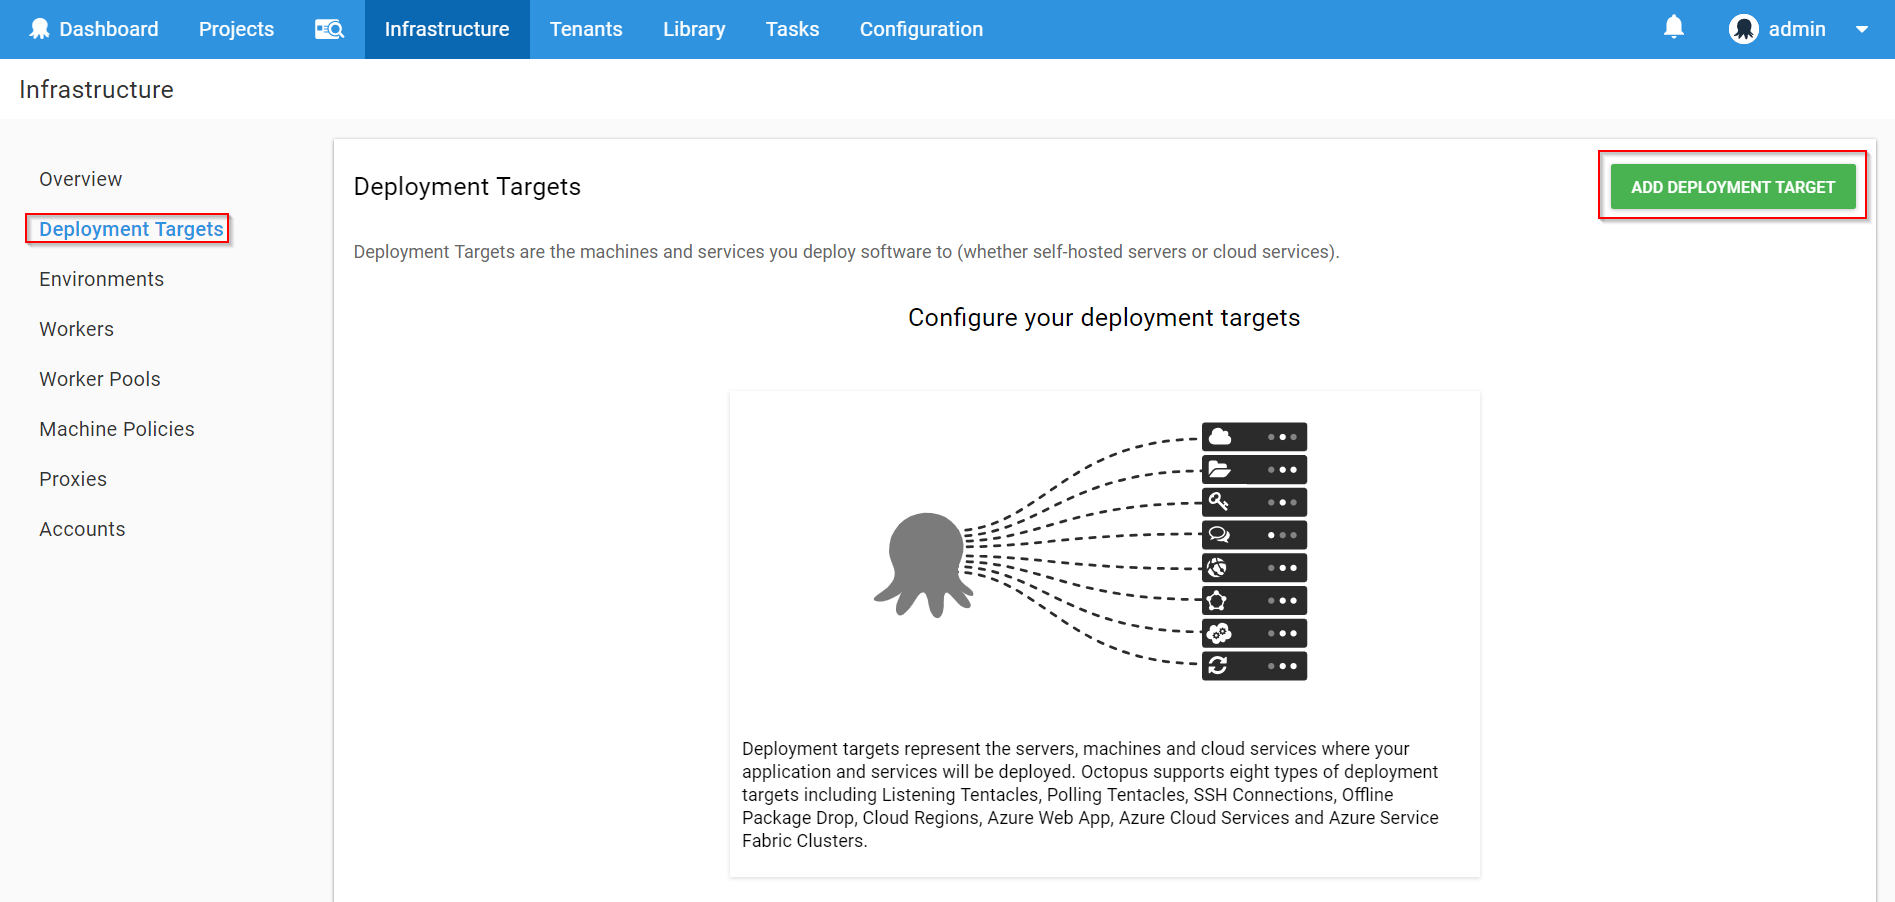 Dashboard Projects Infrastructure Tenants Library Tasks Configuration admin
Infrastructure
Overview
Deployment Targets
Environments
Workers
Worker Pools
Machine Policies
Proxies
Accounts
Deployment Targets
ADD DEPLOYMENT TARGET
Deployment Targets are the machines and services you deploy software to (whether self-hosted servers or cloud services).
Configure your deployment targets
Deployment targets represent the servers, machines and cloud services where your
application and services will be deployed. Octopus supports eight types of deployment
targets including Listening Tentacles, Polling Tentacles, SSH Connections, Offline
Package Drop, Cloud Regions, Azure Web App, Azure Cloud Services and Azure Service
Fabric Clusters.